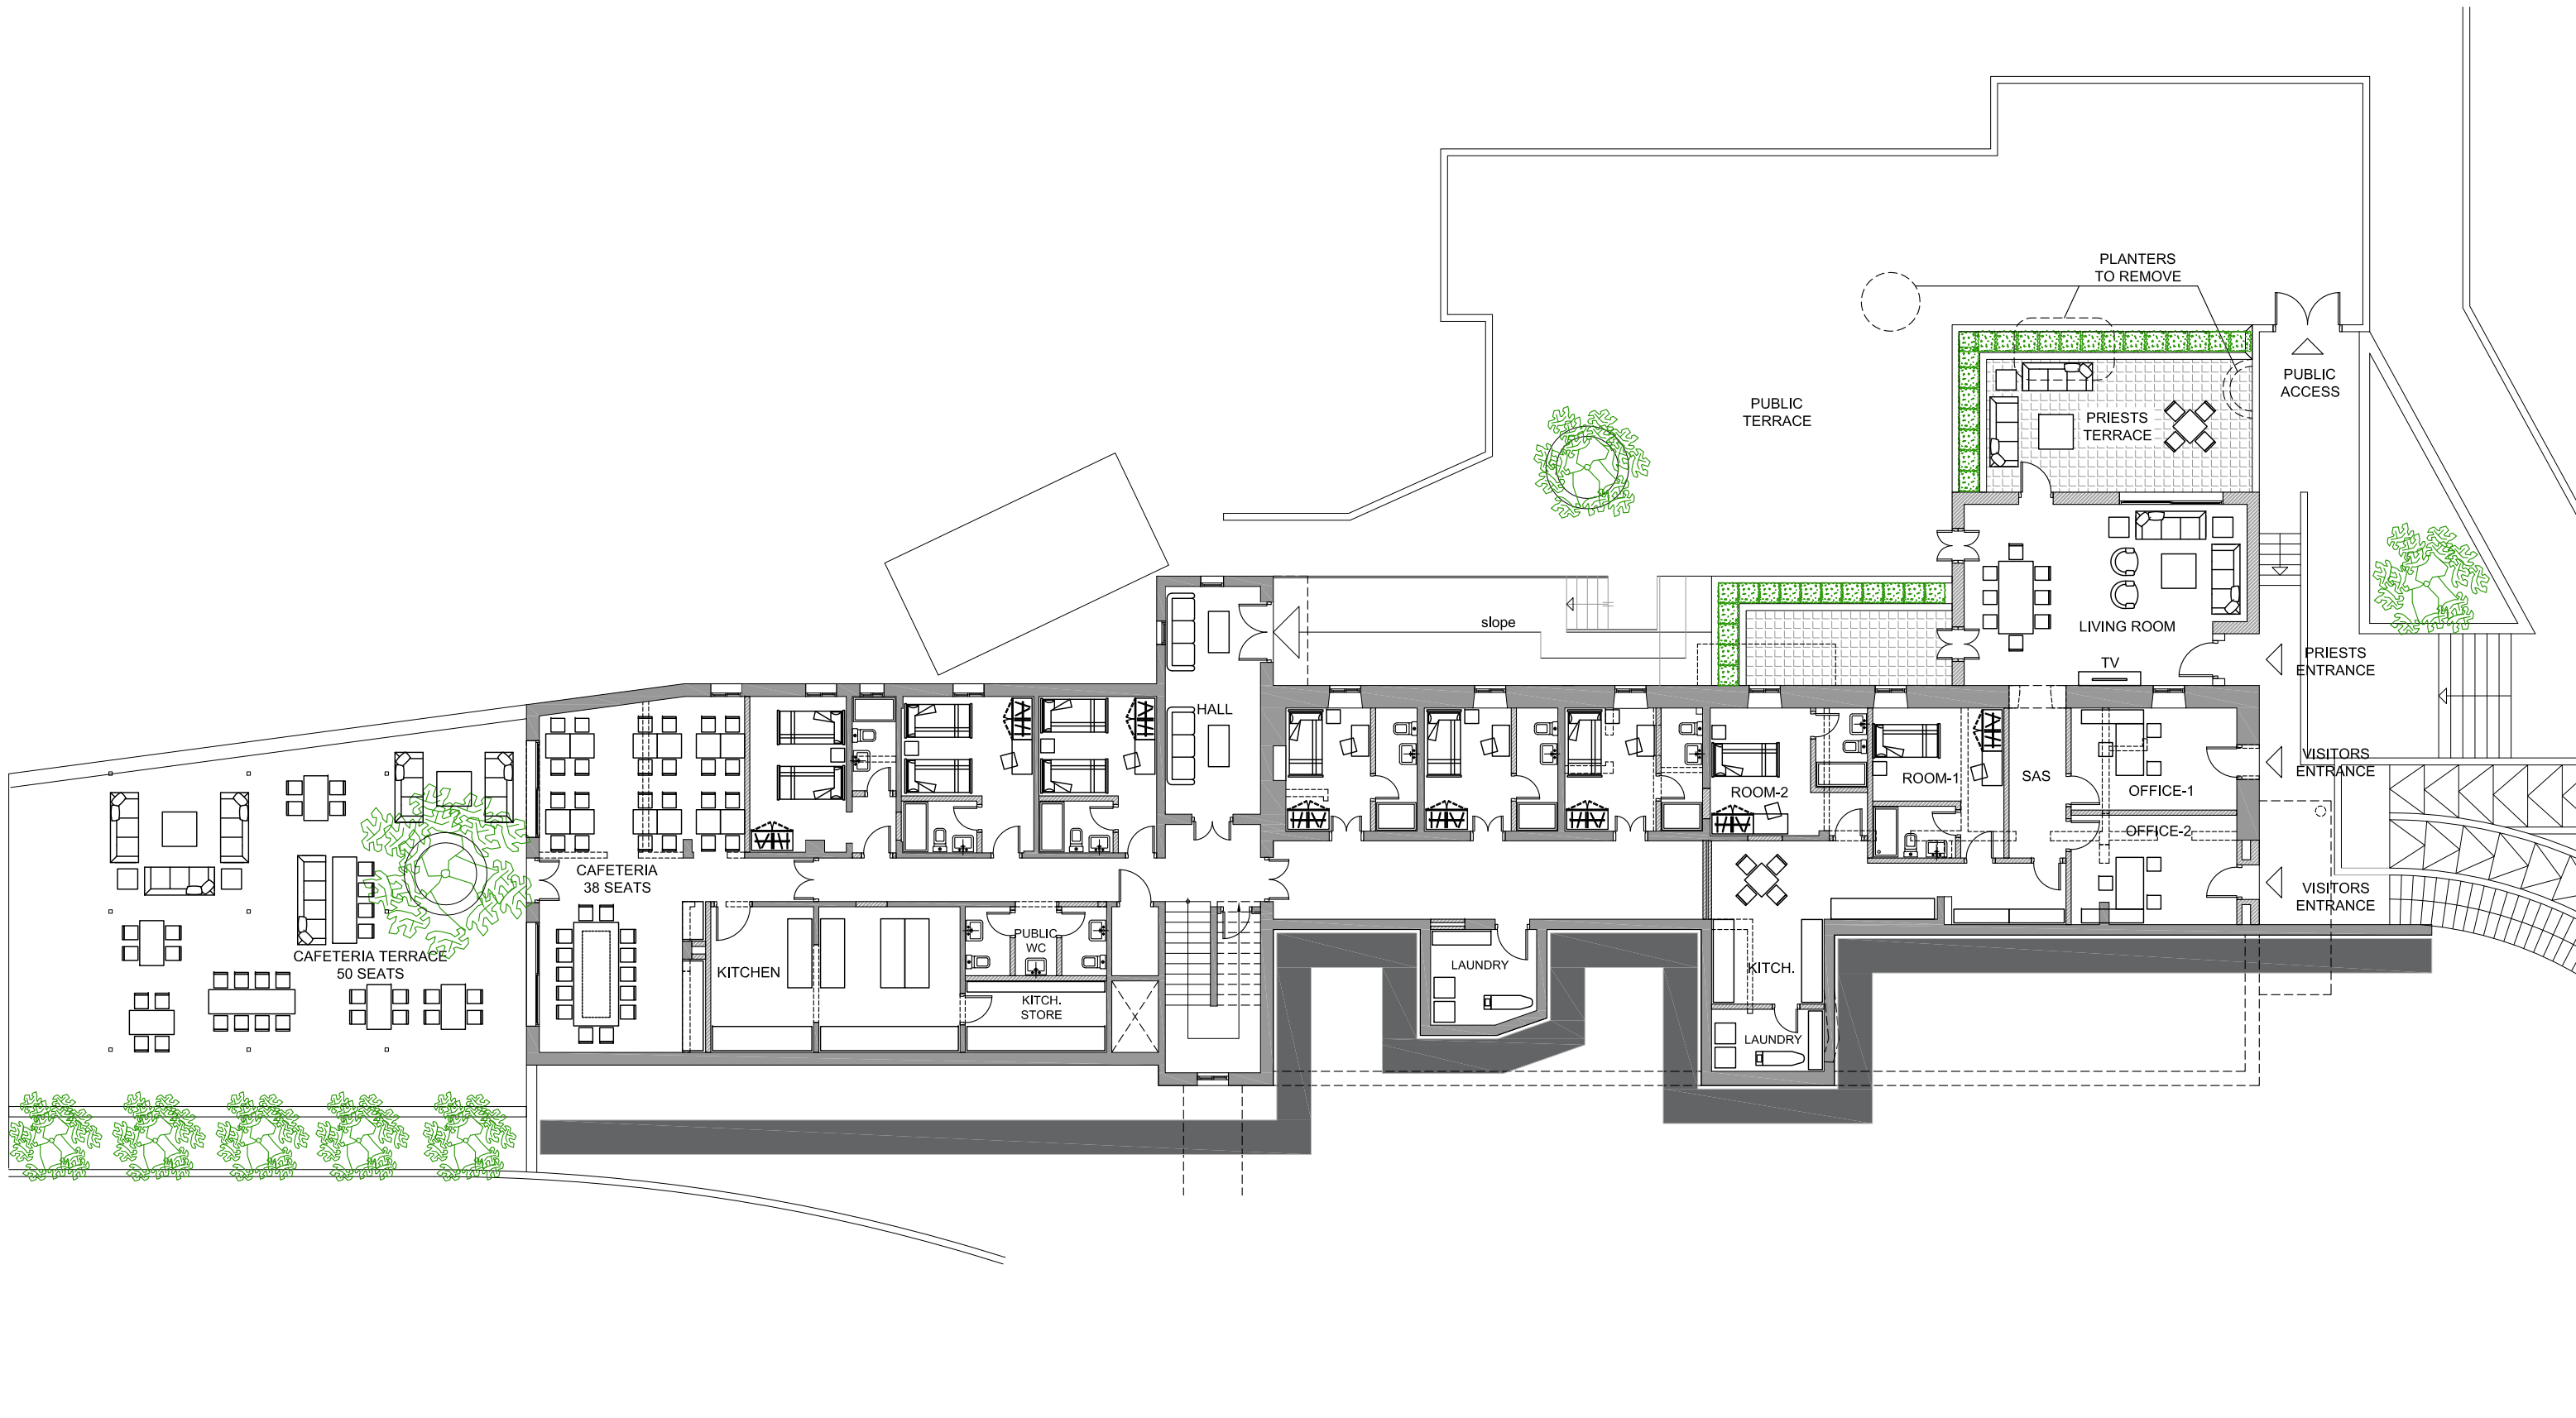 PLANTERS
TO REMOVE
PUBLIC
ACCESS
PUBLIC
TERRACE
PRIESTS
TERRACE
slope
LIVING ROOM
TV
PRIESTS
ENTRANCE
HALL
VISITORS
ENTRANCE
ROOM-1
SAS
ROOM-2
OFFICE-1
OFFICE-2
CAFETERIA
38 SEATS
VISITORS
ENTRANCE
PUBLIC
WC
CAFETERIA TERRACE
50 SEATS
KITCHEN
LAUNDRY
KITCH.
KITCH.
STORE
LAUNDRY